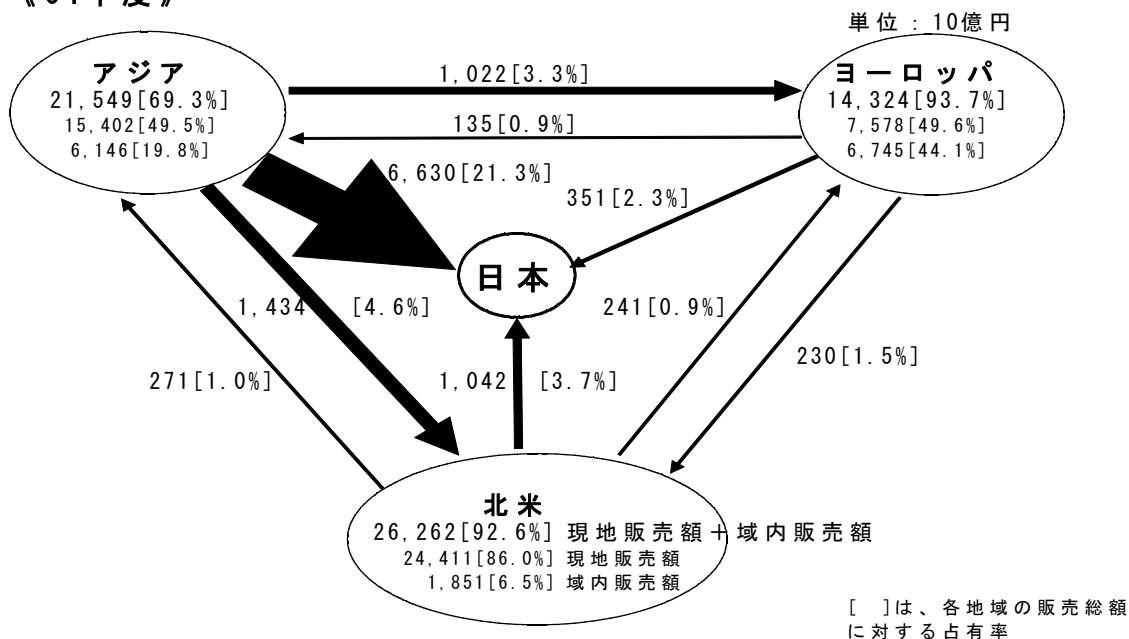 単位：10億円
アジア
21,549[69.3%]
15,402[49.5%]
6,146[19.8%]
1,022[3.3%]
135[0.9%]
ヨーロッパ
14,324[93.7%]
7,578[49.6%]
6,745[44.1%]
6,630[21.3%]
351[2.3%]
日本
1,434 [4.6%]
241[0.9%]
230[1.5%]
271[1.0%]
1,042 [3.7%]
北米
26,262[92.6%] 現地販売額＋域内販売額
24,411[86.0%] 現地販売額
1,851[6.5%] 域内販売額
[ ]は、各地域の販売総額
に対する占有率